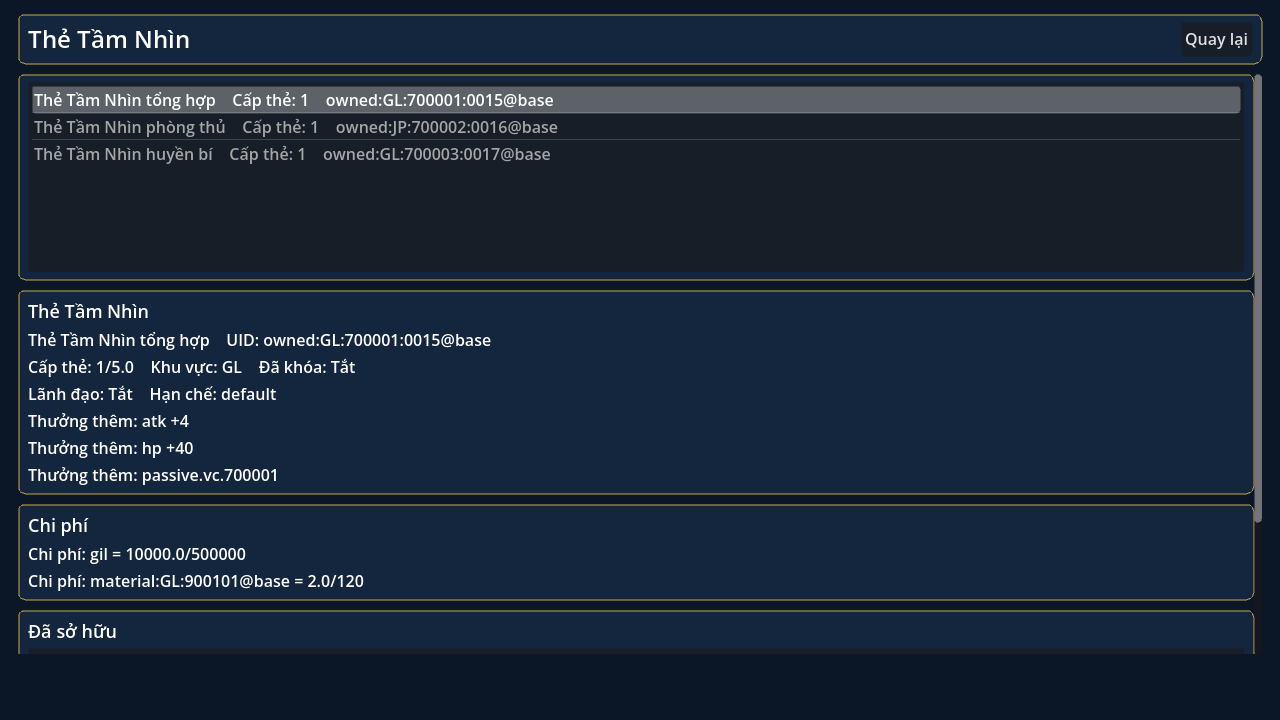 Thẻ Tầm Nhìn
Quay lại
Thẻ Tầm Nhìn tổng hợp Cấp thẻ: 1 owned:GL:700001:0015@base
Thẻ Tầm Nhìn phòng thủ Cấp thẻ: 1 owned:JP:700002:0016@base
Thẻ Tầm Nhìn huyền bí Cấp thẻ: 1 owned:GL:700003:0017@base
Thẻ Tầm Nhìn
Thẻ Tầm Nhìn tổng hợp UID: owned:GL:700001:0015@base
Cấp thẻ: 1/5.0 Khu vực: GL Đã khóa: Tắt
Lãnh đạo: Tắt Hạn chế: default
Thưởng thêm: atk +4
Thưởng thêm: hp +40
Thưởng thêm: passive.vc.700001
Chi phí
Chi phí: gil = 10000.0/500000
Chi phí: material:GL:900101@base = 2.0/120
Đã sở hữu